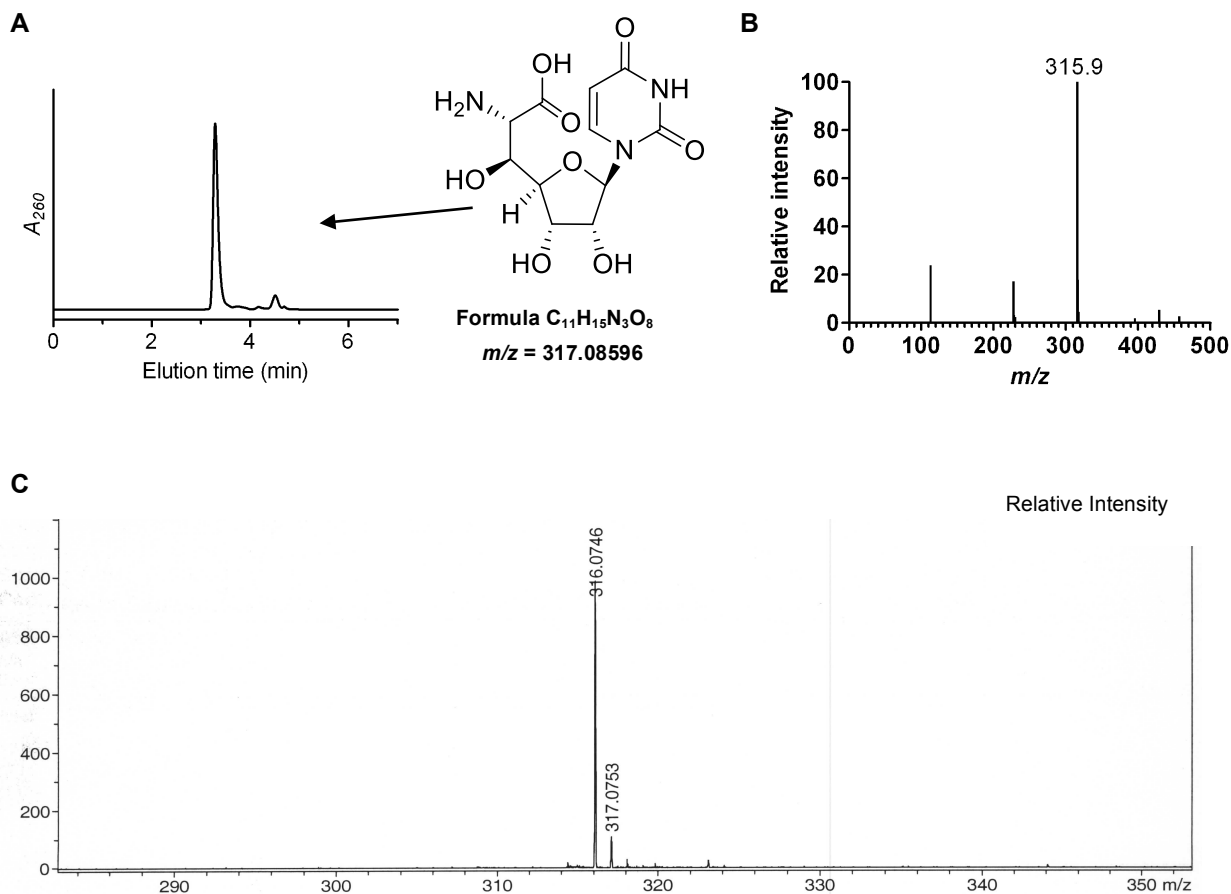 A
A260
0
2
4
6
Elution time (min)
OH
H2N
O
HO
O
H
HO
OH
O
NH
N
O
Formula C11H15N3O8
m/z = 317.08596
B
315.9
100
80
60
40
20
0
Relative intensity
0
100
200
300
400
500
m/z
C
Relative Intensity
316.0746
317.0753
1000
800
600
400
200
0
290
300
310
320
330
340
350 m/z